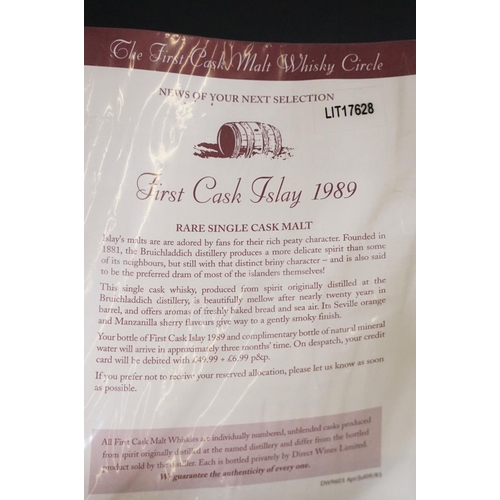 The First Cask Malt Whisky Circle
NEWS OF YOUR NEXT SELECTION
LIT17628
First Cask Islay 1989
RARE SINGLE CASK MALT
Islay's malts are are adored by fans for their rich peaty character. Founded in
1881, the Bruichladdich distillery produces a more delicate spirit than some
of its neighbours, but still with that distinct briny character – and is also said
to be the preferred dram of most of the islanders themselves!
This single cask whisky, produced from spirit originally distilled at the
Bruichladdich distillery, is beautifully mellow after nearly twenty years in
barrel, and offers aromas of freshly baked bread and sea air. Its Seville orange
and Manzanilla sherry flavours give way to a gently smoky finish.
Your bottle of First Cask Islay 1989 and complimentary bottle of natural mineral
water will arrive in approximately three months' time. On despatch, your credit
card will be debited with £49.99 + £6.99 p&p.
If you prefer not to receive your reserved allocation, please let us know as soon
as possible.
All First Cask Malt Whiskies are individually numbered, unblended casks produced
from spirit originally distilled at the named distillery and differ from the bottled
product sold by the distiller. Each is bottled privately by Direct Wines Limited.
We guarantee the authenticity of every one.